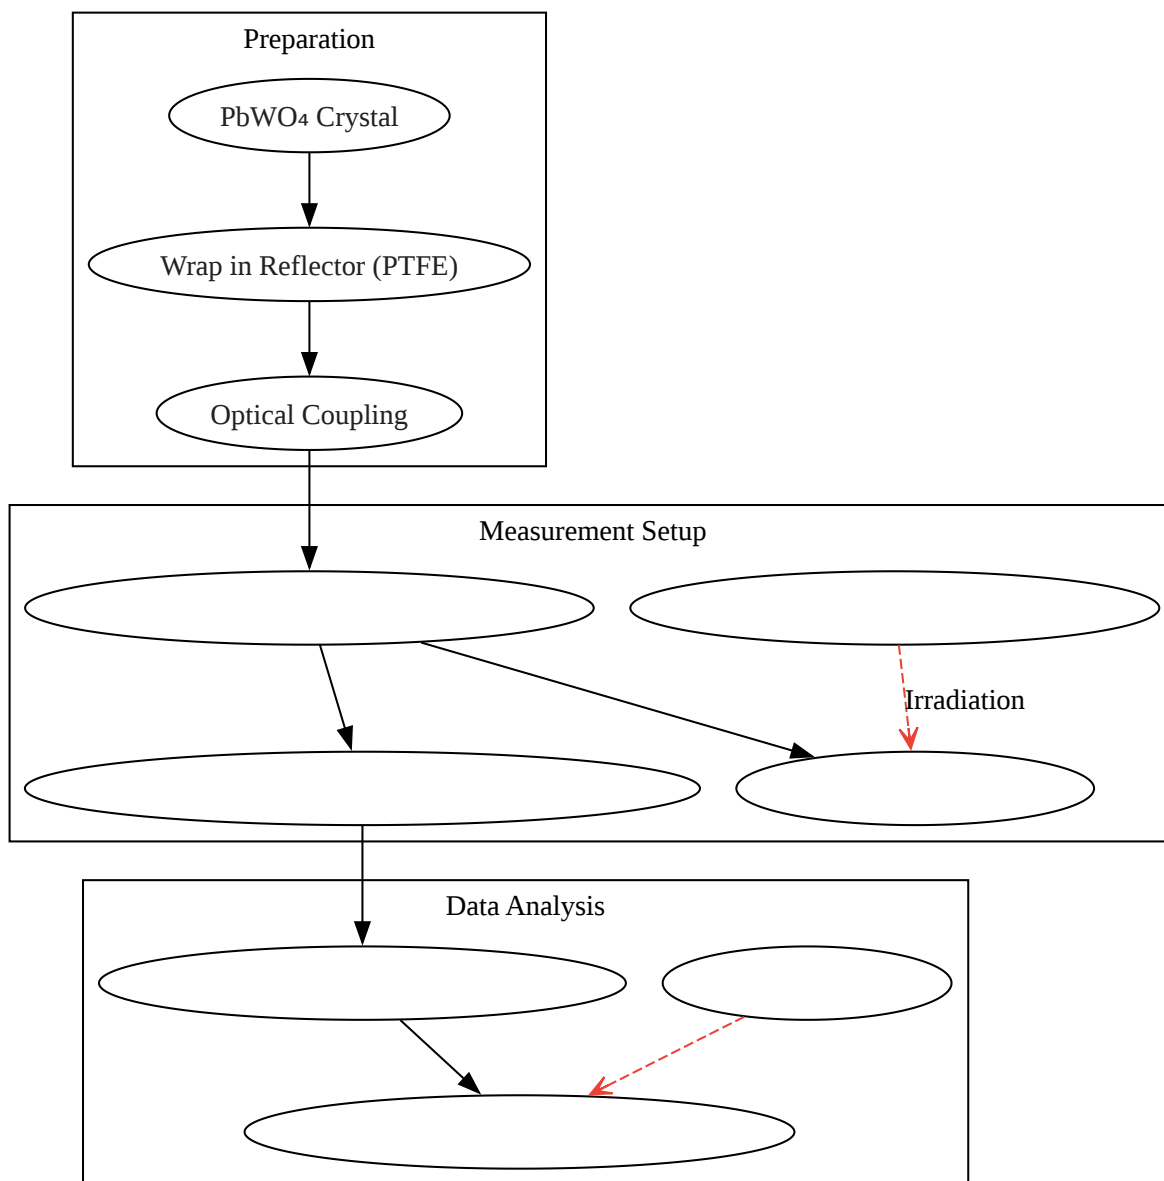 Preparation
PbWO₄ Crystal
Wrap in Reflector (PTFE)
Optical Coupling
Measurement Setup
Irradiation
Data Analysis